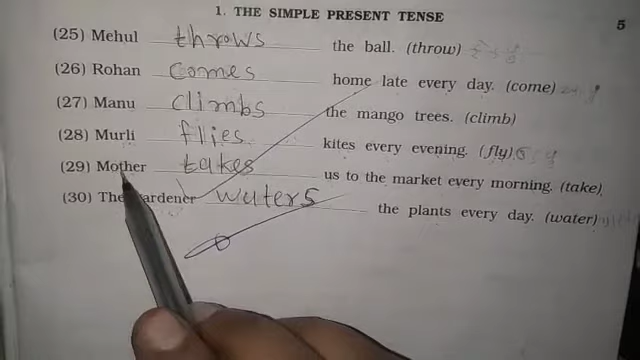 1. THE SIMPLE PRESENT TENSE
5
(25) Mehul throws the ball. (throw)
(26) Rohan comes home late every day. (come)
(27) Manu climbs the mango trees. (climb)
(28) Murli flies kites every evening. (fly)
(29) Mother takes us to the market every morning. (take)
(30) The gardener waters the plants every day. (water)